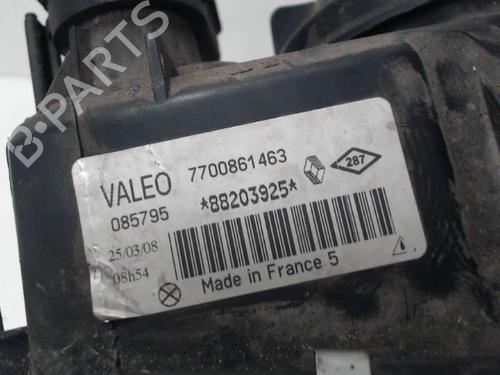 B-PARTS
VALEO 7700861463
085795 *88203925* 287
25/03/08
08h54
Made in France 5